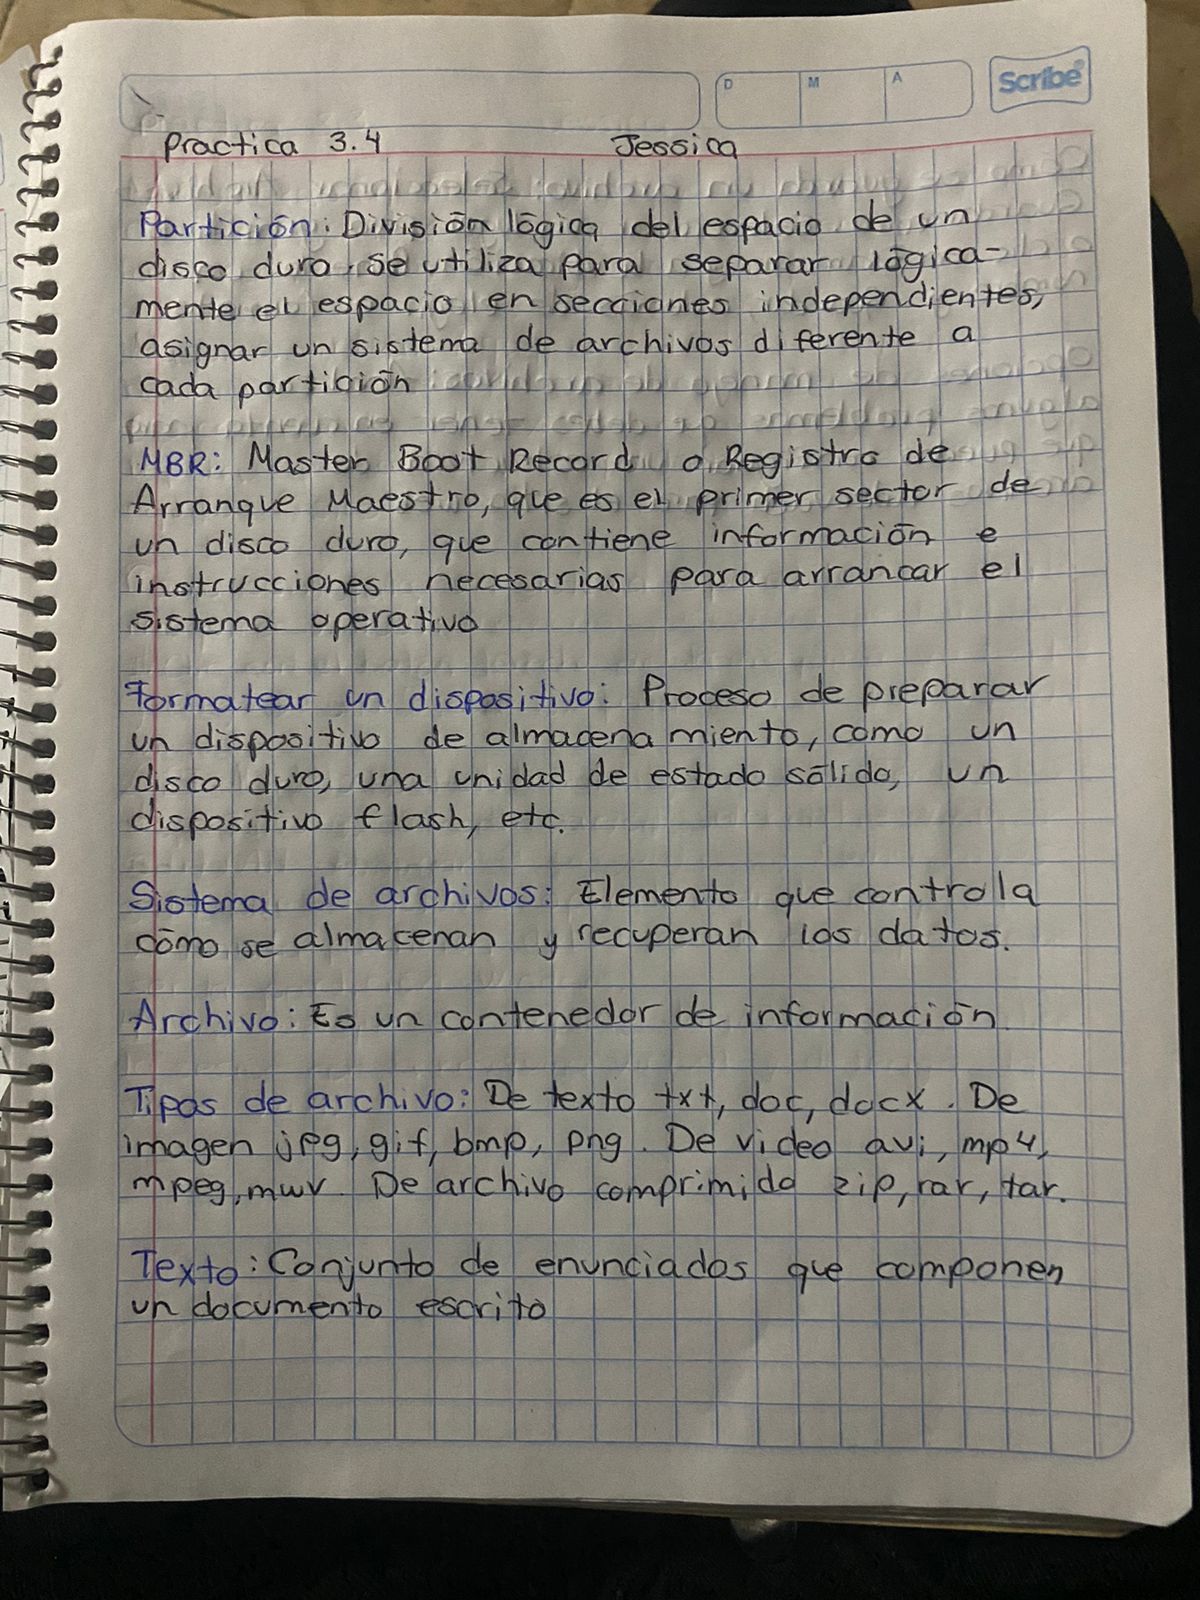 D M A Scribe
Practica 3.4 Jessica
Partición: División lógica del espacio de un
disco duro, se utiliza para separar lógica-
mente el espacio en secciones independientes,
asignar un sistema de archivos diferente a
cada partición
MBR: Master Boot Record o Registro de
Arranque Maestro, que es el primer sector de
un disco duro, que contiene información e
instrucciones necesarias para arrancar el
sistema operativo
Formatear un dispositivo: Proceso de preparar
un dispositivo de almacenamiento, como un
disco duro, una unidad de estado sólido, un
dispositivo flash, etc.
Sistema de archivos: Elemento que controla
cómo se almacenan y recuperan los datos.
Archivo: Es un contenedor de información
Tipos de archivo: De texto txt, doc, docx. De
imagen jpg, gif, bmp, png. De video avi, mp4,
mpeg, mwv. De archivo comprimido zip, rar, tar.
Texto: Conjunto de enunciados que componen
un documento escrito